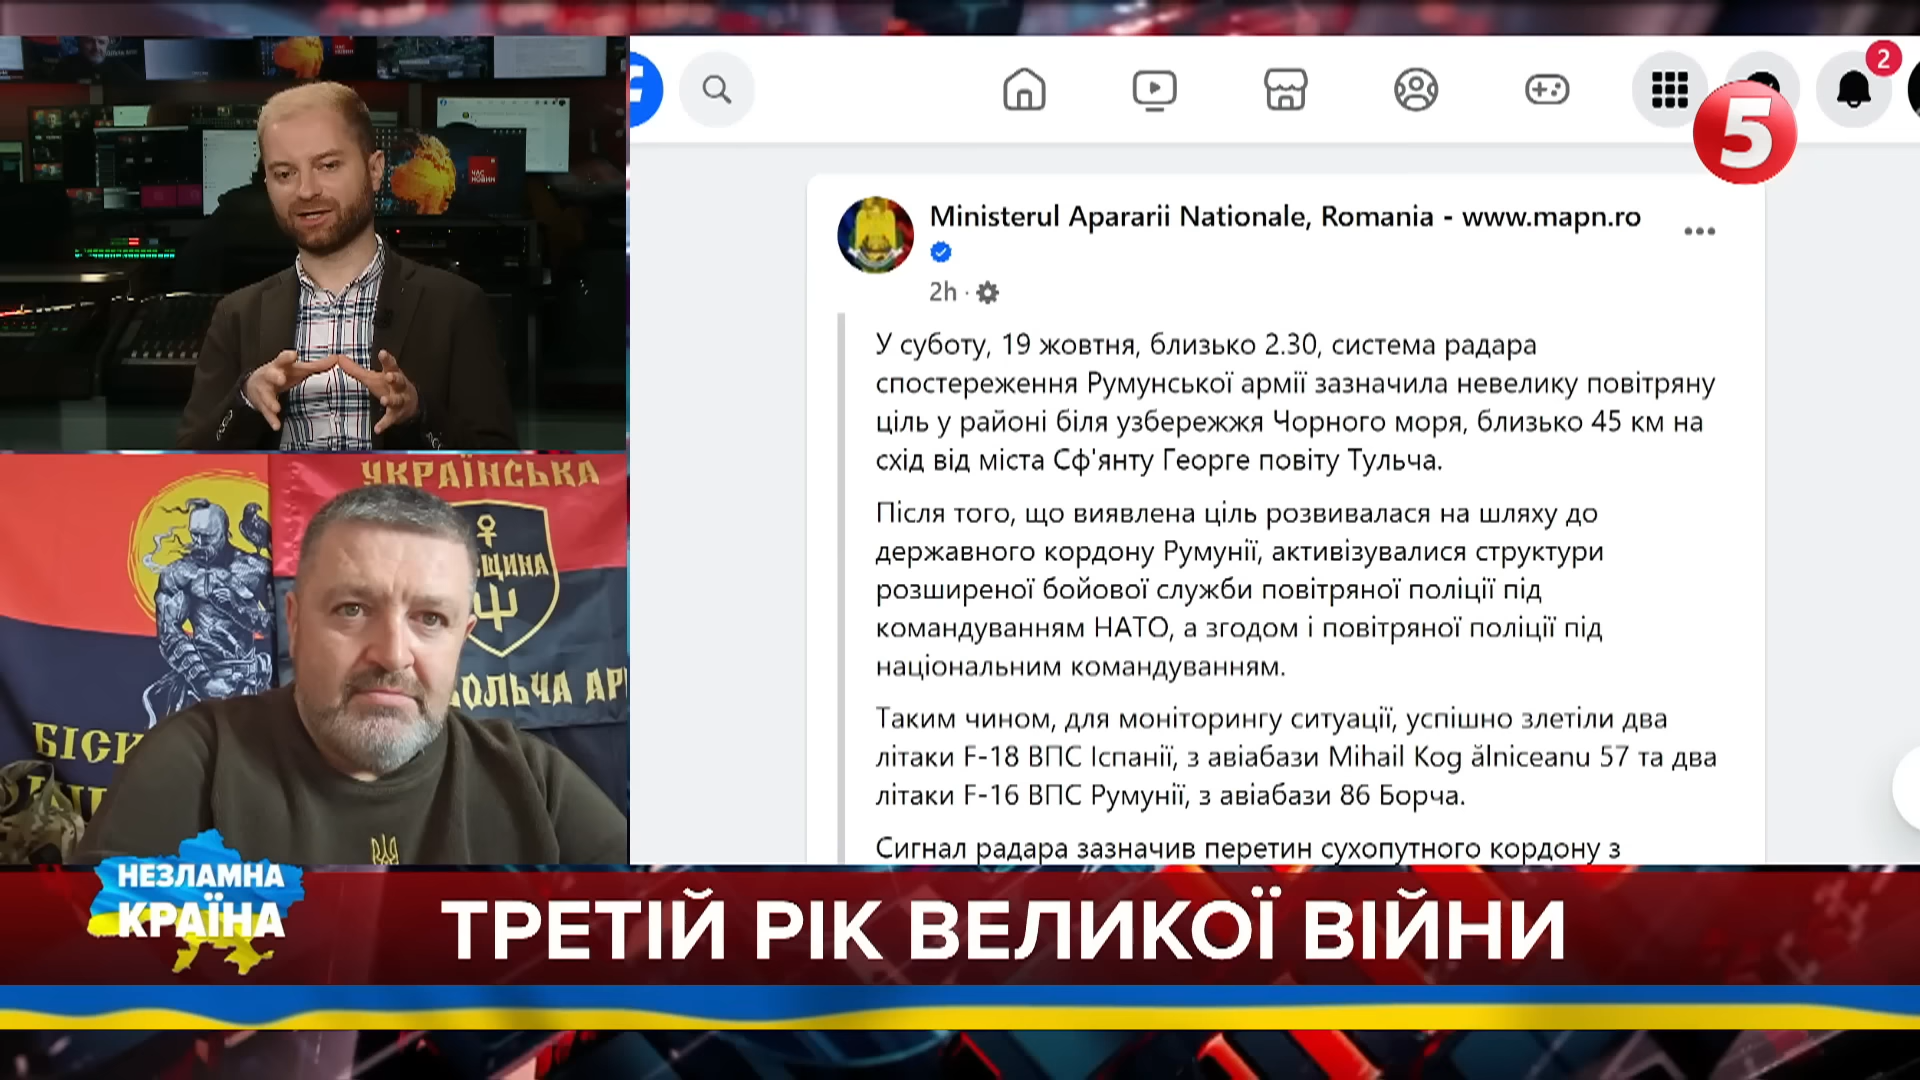 ЧАС
НОВИН
УКРАЇНСЬКА
2
5
Ministerul Apararii Nationale, Romania - www.mapn.ro
2h ·
У суботу, 19 жовтня, близько 2.30, система радара
спостереження Румунської армії зазначила невелику повітряну
ціль у районі біля узбережжя Чорного моря, близько 45 км на
схід від міста Сф'янту Георге повіту Тульча.
Після того, що виявлена ціль розвивалася на шляху до
державного кордону Румунії, активізувалися структури
розширеної бойової служби повітряної поліції під
командуванням НАТО, а згодом і повітряної поліції під
національним командуванням.
Таким чином, для моніторингу ситуації, успішно злетіли два
літаки F-18 ВПС Іспанії, з авіабази Mihail Kog ălniceanu 57 та два
літаки F-16 ВПС Румунії, з авіабази 86 Борча.
Сигнал радара зазначив перетин сухопутного кордону з
НЕЗЛАМНА
КРАЇНА
ТРЕТІЙ РІК ВЕЛИКОЇ ВІЙНИ